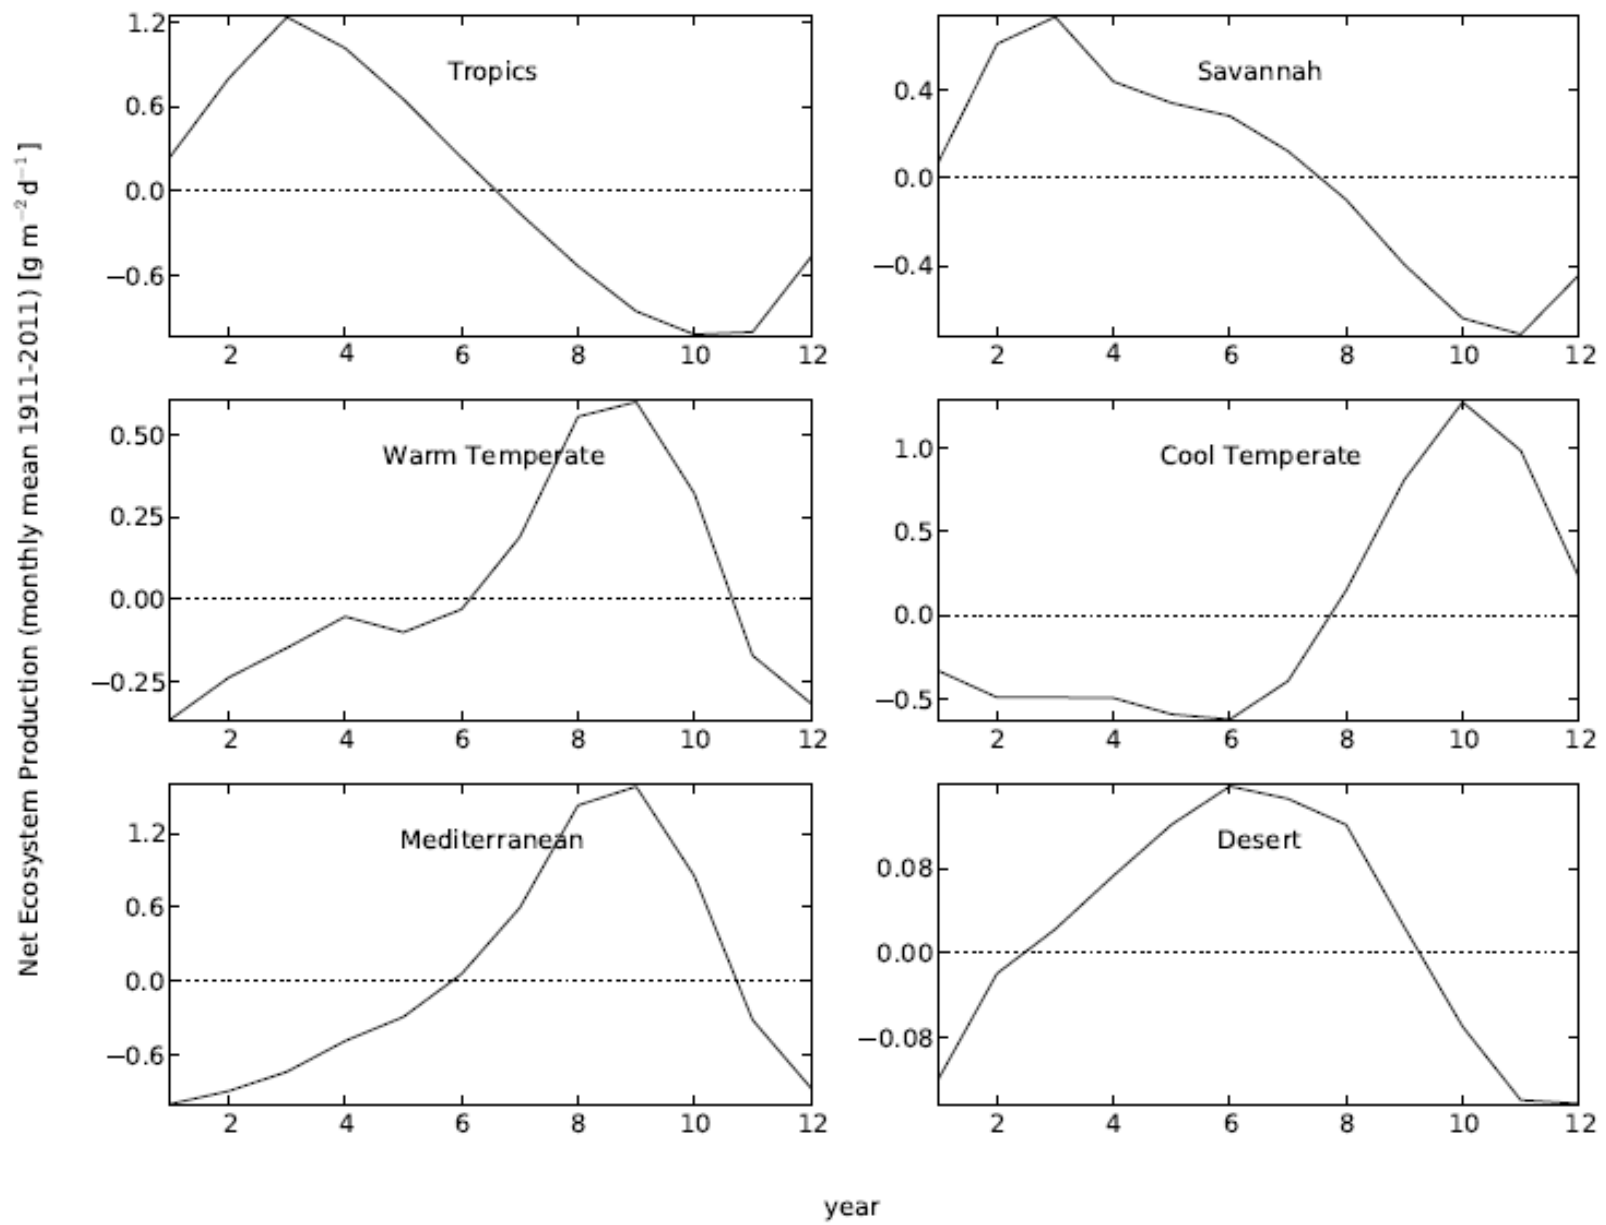 Net Ecosystem Production (monthly mean 1911-2011) [g m⁻² d⁻¹]
1.2
0.6
0.0
−0.6
Tropics
2 4 6 8 10 12
0.4
0.0
−0.4
Savannah
2 4 6 8 10 12
0.50
0.25
0.00
−0.25
Warm Temperate
2 4 6 8 10 12
1.0
0.5
0.0
−0.5
Cool Temperate
2 4 6 8 10 12
1.2
0.6
0.0
−0.6
Mediterranean
2 4 6 8 10 12
0.08
0.00
−0.08
Desert
2 4 6 8 10 12
year